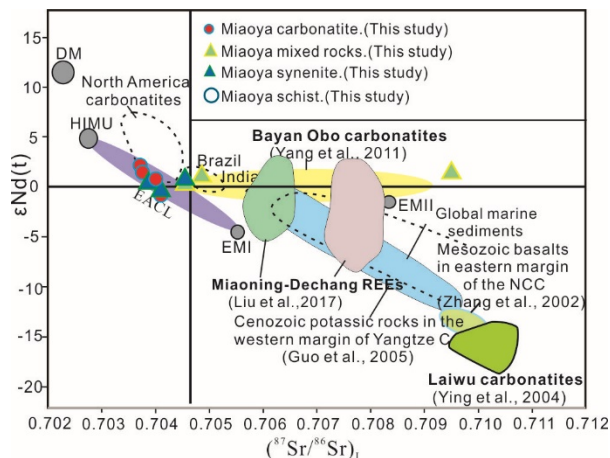 Miaoya carbonatite.(This study)
Miaoya mixed rocks.(This study)
Miaoya synenite.(This study)
Miaoya schist.(This study)
15
10
5
0
-5
-10
-15
-20
εNd(t)
DM
HIMU
North America
carbonatites
EACL
EMI
Brazil
India
Bayan Obo carbonatites
(Yang et al., 2011)
EMII
Global marine
sediments
Mesozoic basalts
in eastern margin
of the NCC
(Zhang et al., 2002)
Miaoning-Dechang REEs
(Liu et al.,2017)
Cenozoic potassic rocks in the
western margin of Yangtze C
(Guo et al., 2005)
Laiwu carbonatites
(Ying et al., 2004)
0.702 0.703 0.704 0.705 0.706 0.707 0.708 0.709 0.710 0.711 0.712
(⁸⁷Sr/⁸⁶Sr)I